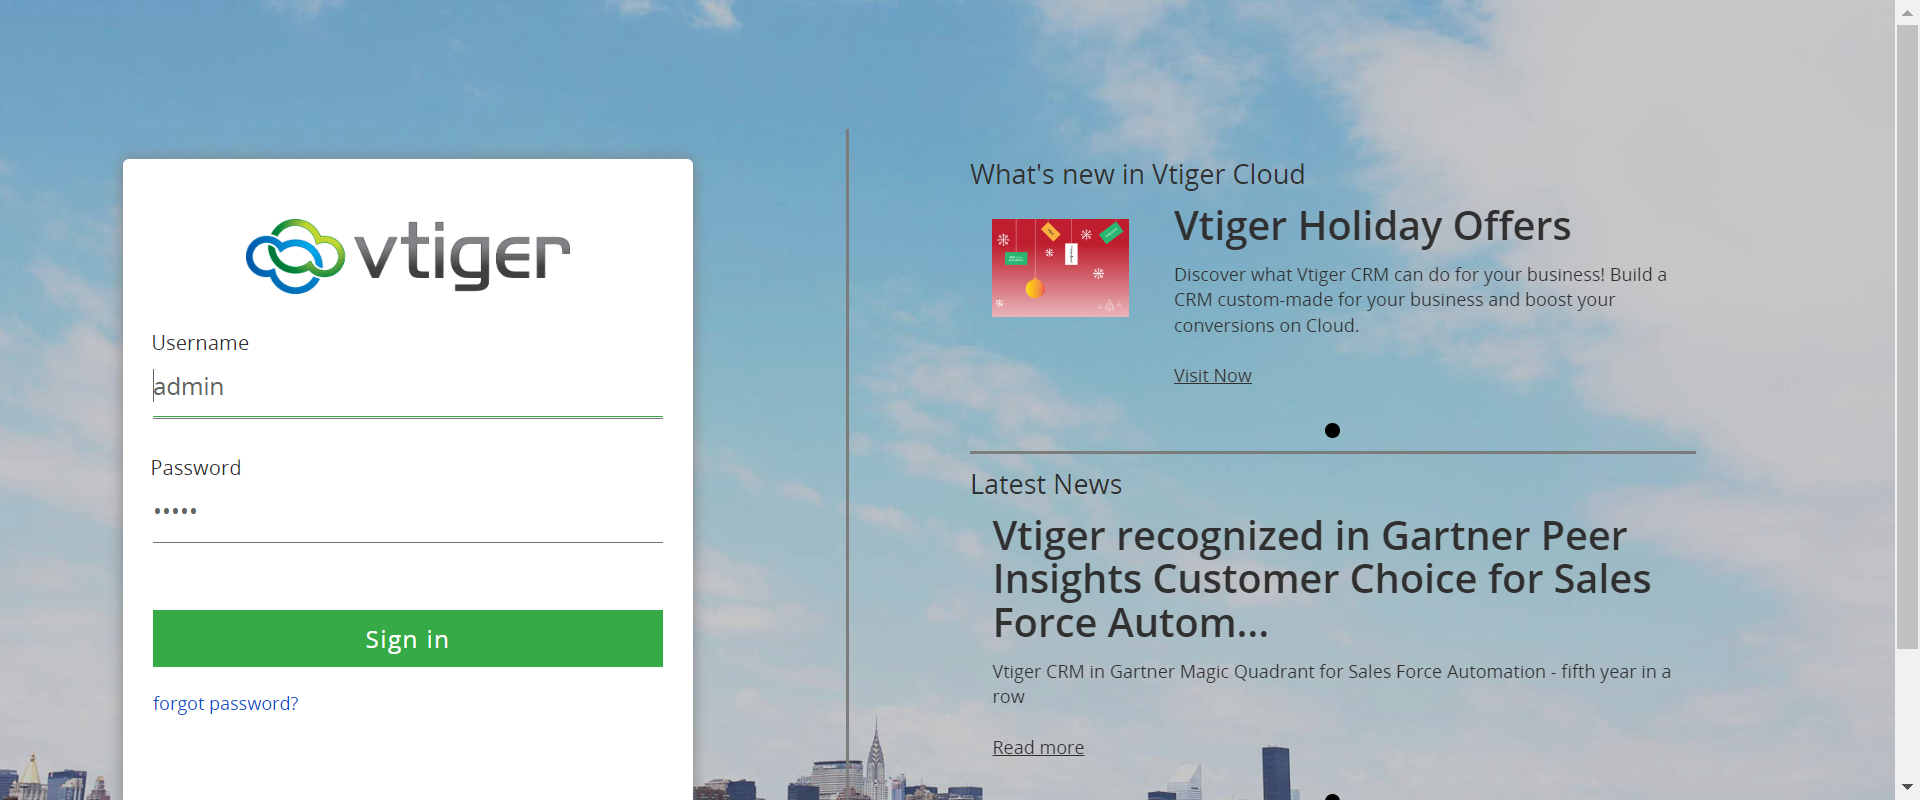 vtiger
Username
admin
Password
•••••
Sign in
forgot password?
What's new in Vtiger Cloud
Vtiger Holiday Offers
Discover what Vtiger CRM can do for your business! Build a
CRM custom-made for your business and boost your
conversions on Cloud.
Visit Now
Latest News
Vtiger recognized in Gartner Peer
Insights Customer Choice for Sales
Force Autom...
Vtiger CRM in Gartner Magic Quadrant for Sales Force Automation - fifth year in a
row
Read more